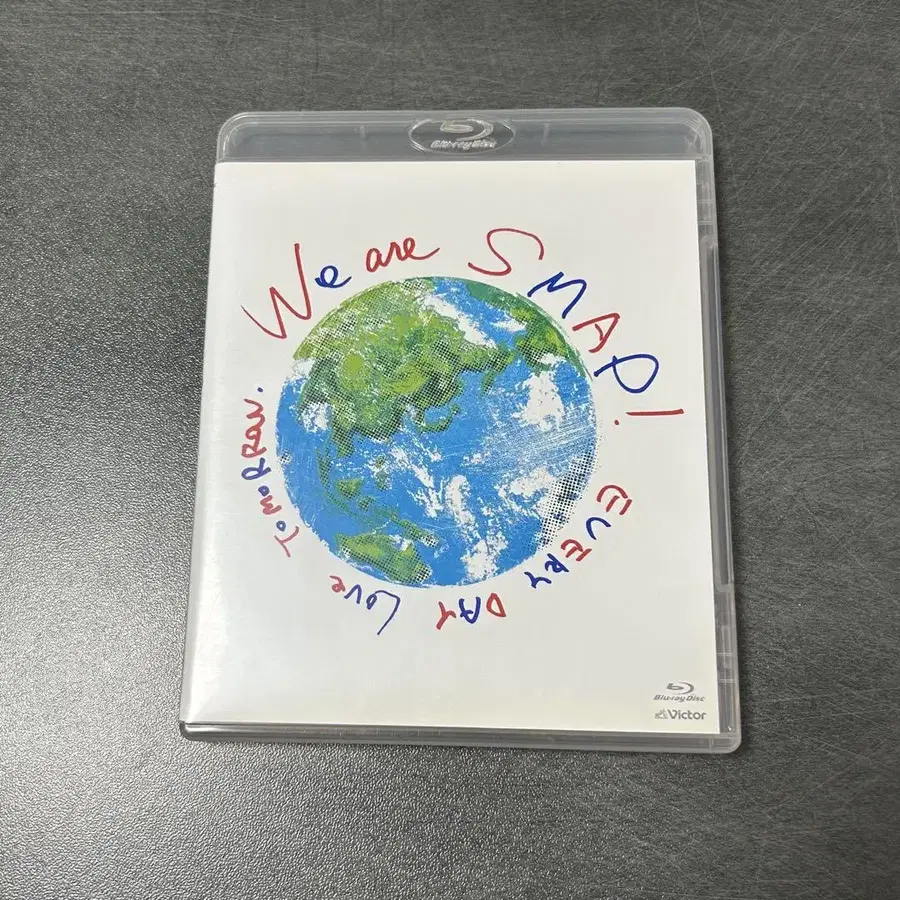 Blu-ray Disc
We are SMAP!
EVERY DAY LOVE TOMORROW.
Blu-ray Disc
Victor